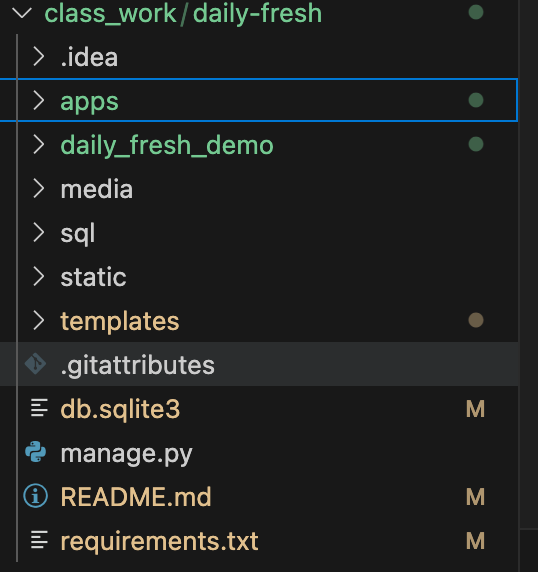 class_work/daily-fresh
.idea
apps
daily_fresh_demo
media
sql
static
templates
.gitattributes
db.sqlite3 M
manage.py
README.md M
requirements.txt M